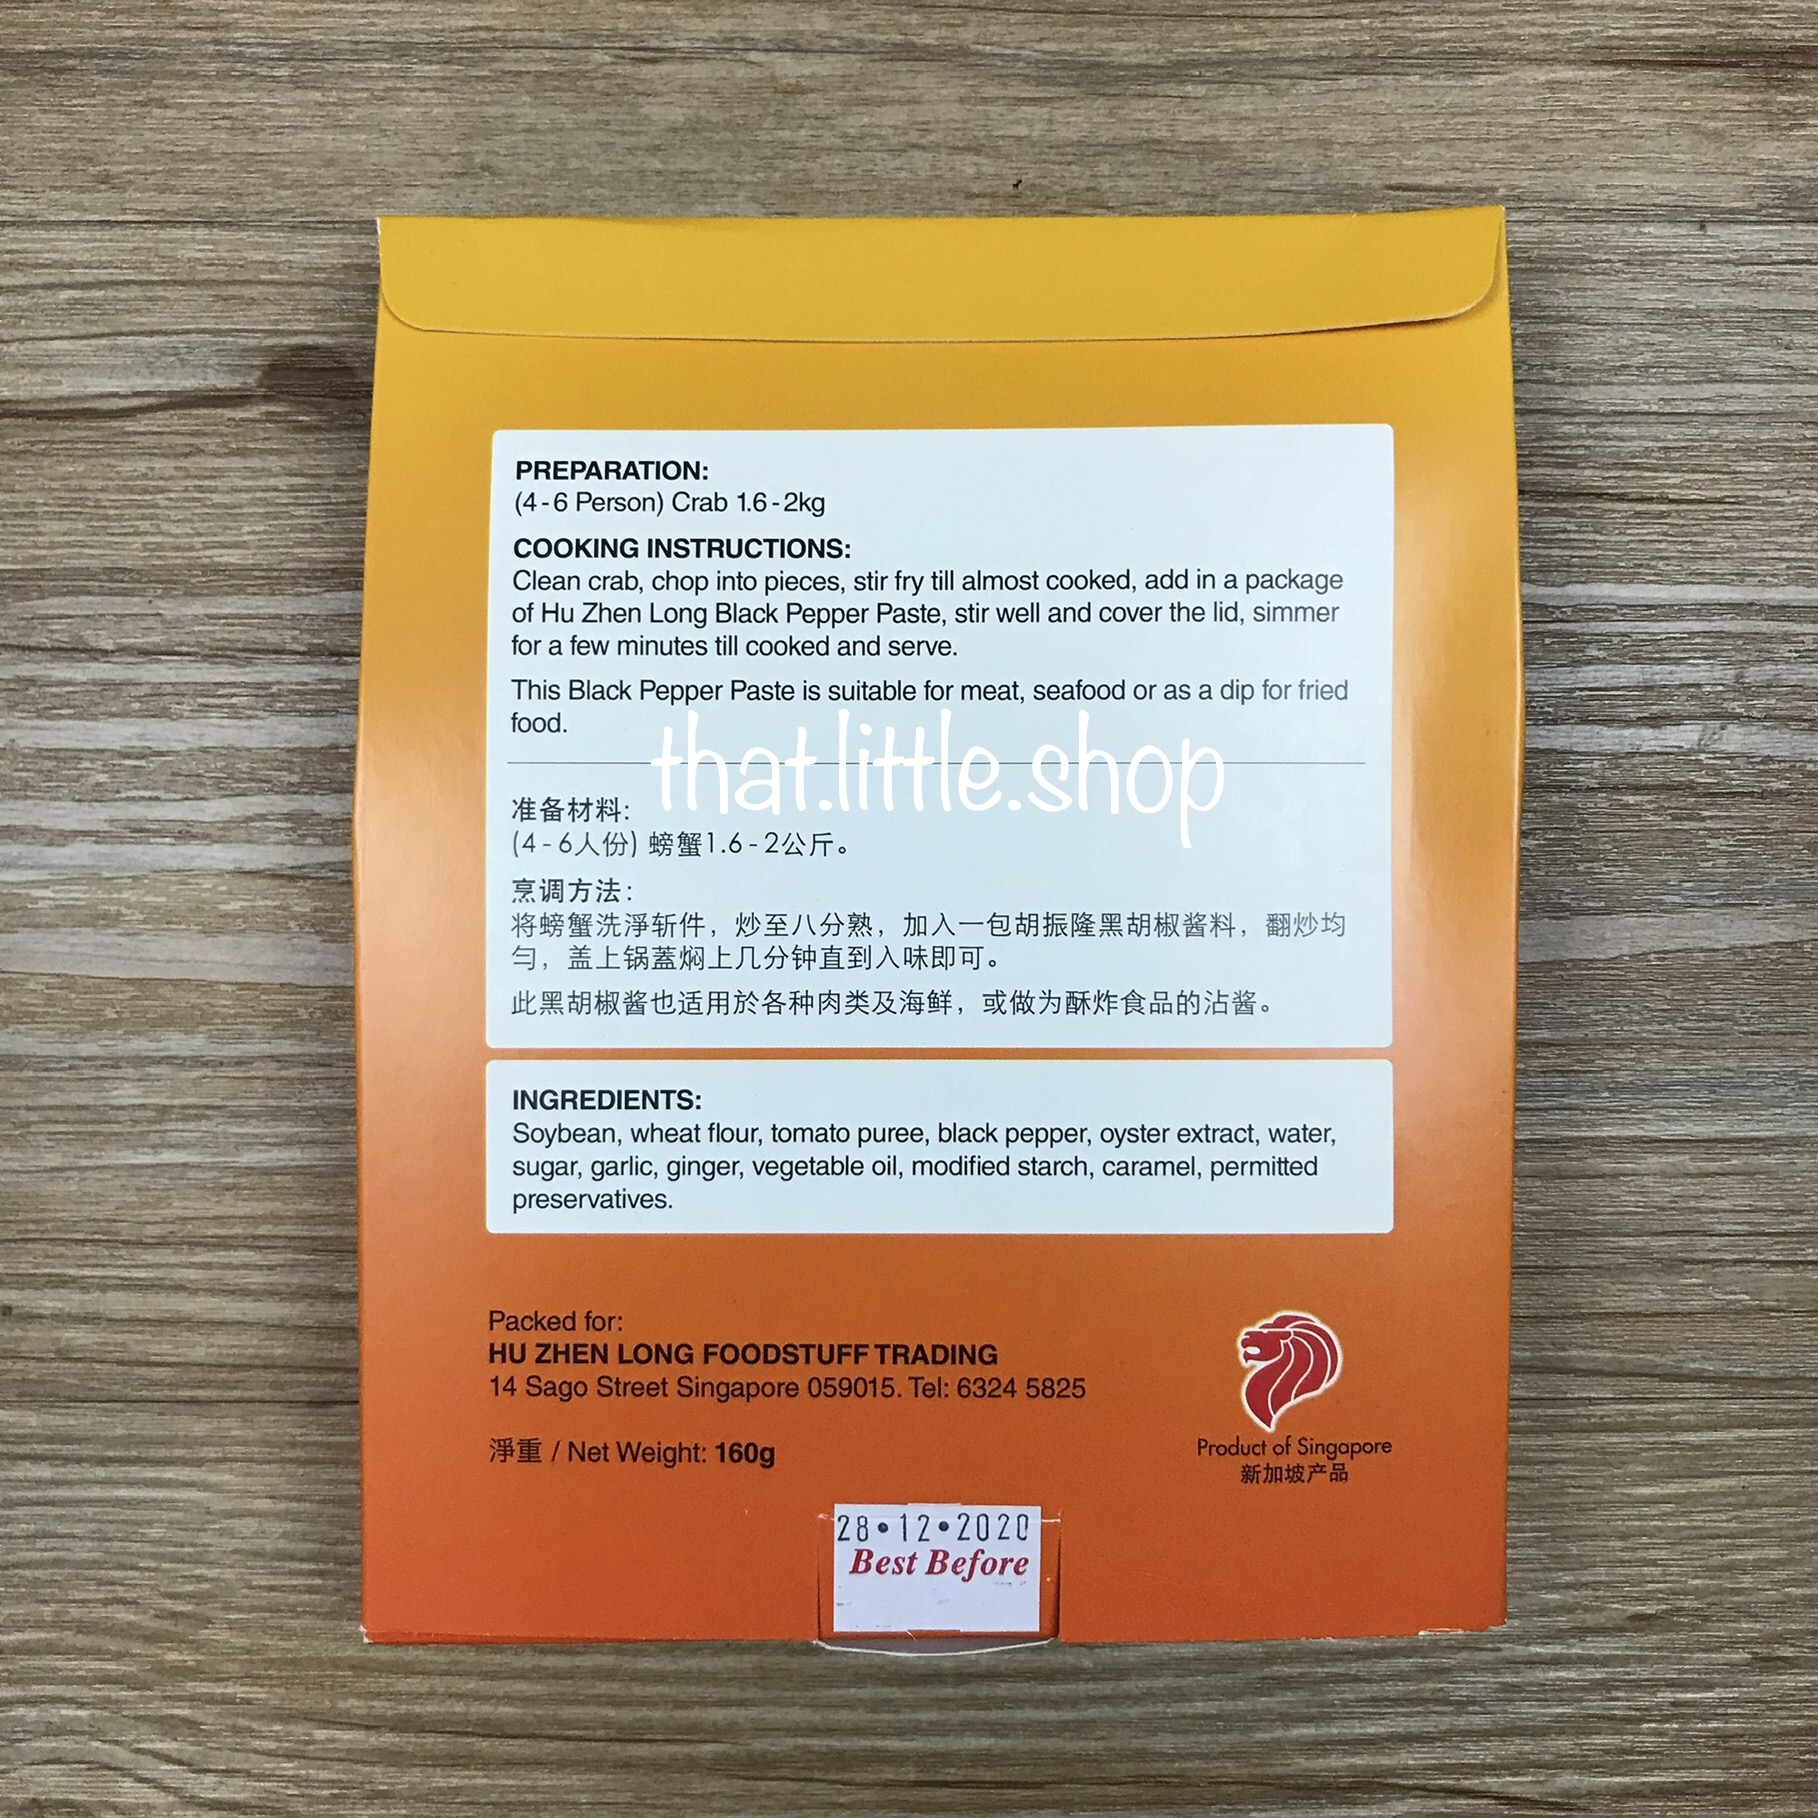 PREPARATION:
(4-6 Person) Crab 1.6-2kg
COOKING INSTRUCTIONS:
Clean crab, chop into pieces, stir fry till almost cooked, add in a package
of Hu Zhen Long Black Pepper Paste, stir well and cover the lid, simmer
for a few minutes till cooked and serve.
This Black Pepper Paste is suitable for meat, seafood or as a dip for fried
food.
that.little.shop
准备材料:
(4-6人份) 螃蟹1.6-2公斤。
烹调方法:
将螃蟹洗淨斩件，炒至八分熟，加入一包胡振隆黑胡椒酱料，翻炒均
匀，盖上锅蓋焖上几分钟直到入味即可。
此黑胡椒酱也适用於各种肉类及海鲜，或做为酥炸食品的沾酱。
INGREDIENTS:
Soybean, wheat flour, tomato puree, black pepper, oyster extract, water,
sugar, garlic, ginger, vegetable oil, modified starch, caramel, permitted
preservatives.
Packed for:
HU ZHEN LONG FOODSTUFF TRADING
14 Sago Street Singapore 059015. Tel: 6324 5825
淨重 / Net Weight: 160g
Product of Singapore
新加坡产品
28•12•2020
Best Before